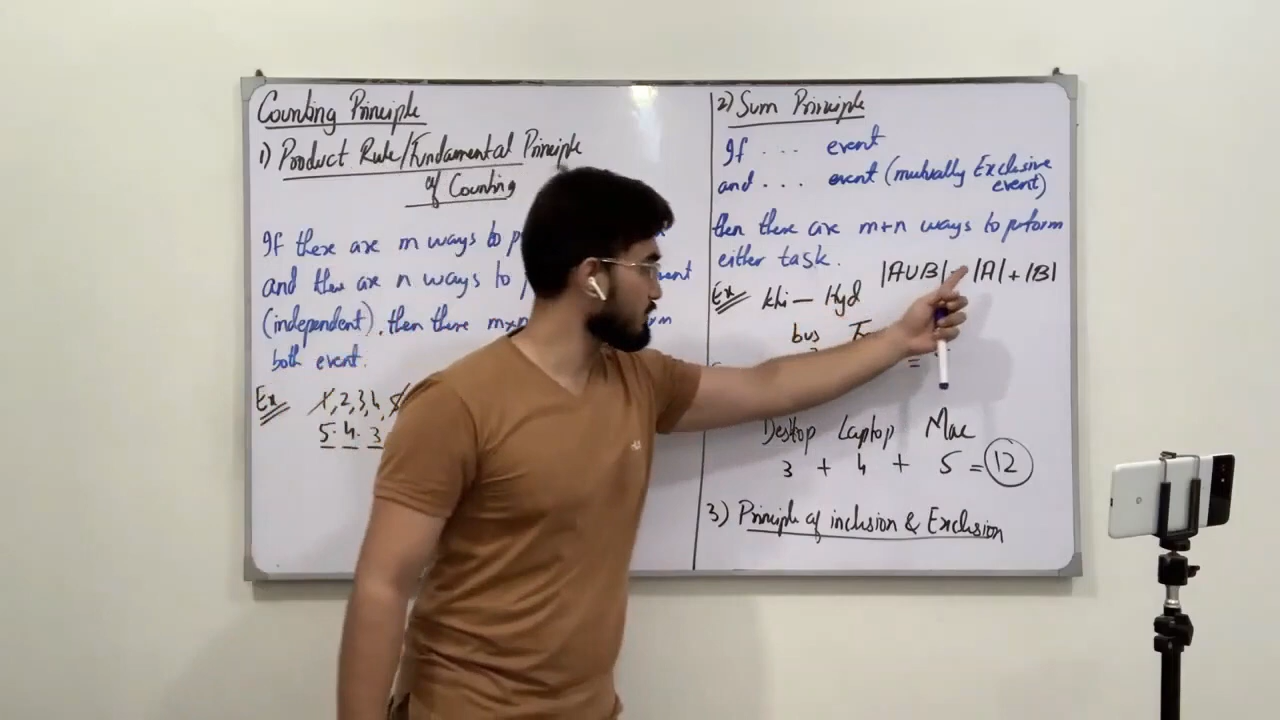 Counting Principle
1) Product Rule/Fundamental Principle
of Counting
If there are m ways to
and there are n ways to
(independent), then there m×n
both event.
Ex 1, 2, 3, 4,
5. 4. 3
2) Sum Principle
If . . . event
and . . . event (mutually Exclusive
event)
then there are m+n ways to perform
either task.
|AUB| |A| + |B|
Ex Khi — Hyd
bus
=
Desktop Laptop Mac
3 + 4 + 5 = 12
3) Principle of inclusion & Exclusion